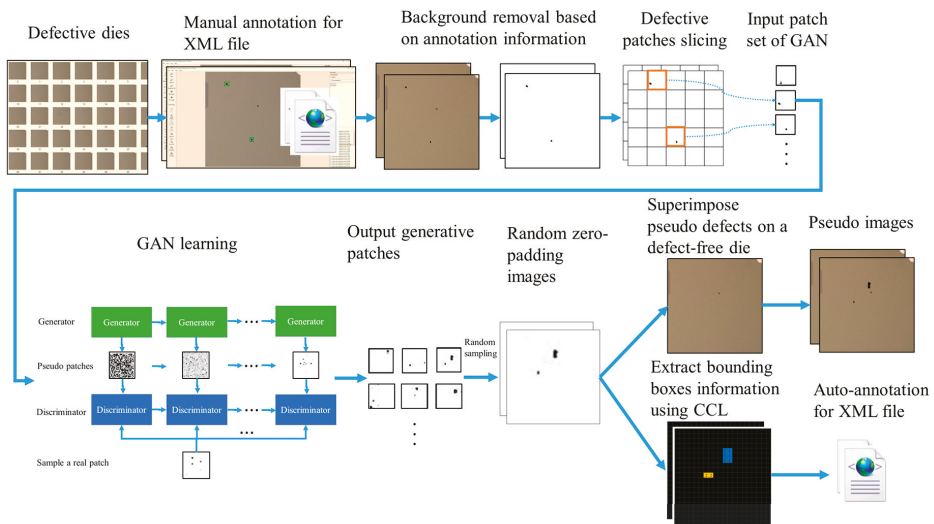 Defective dies
Manual annotation for
XML file
Background removal based
on annotation information
Defective
patches slicing
Input patch
set of GAN
GAN learning
Output generative
patches
Random zero-
padding
images
Superimpose
pseudo defects on a
defect-free die
Pseudo images
Generator
Generator
Generator
Generator
Pseudo patches
Discriminator
Discriminator
Discriminator
Discriminator
Sample a real patch
Random
sampling
Extract bounding
boxes information
using CCL
Auto-annotation
for XML file